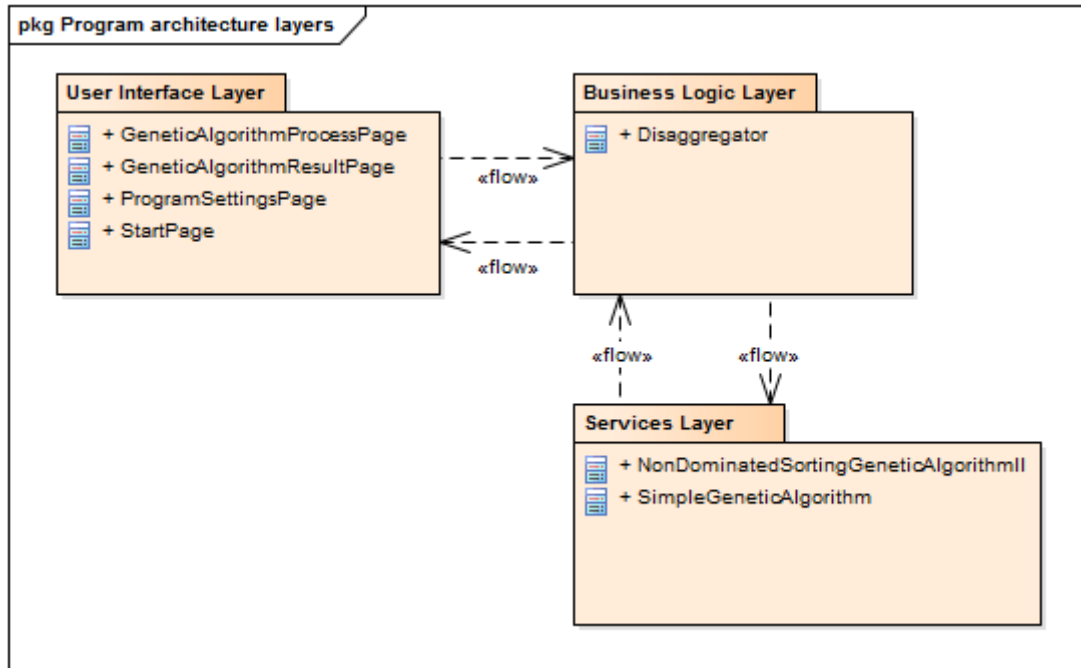 pkg Program architecture layers
User Interface Layer
+ GeneticAlgorithmProcessPage
+ GeneticAlgorithmResultPage
+ ProgramSettingsPage
+ StartPage
«flow»
«flow»
Business Logic Layer
+ Disaggregator
«flow»
«flow»
Services Layer
+ NonDominatedSortingGeneticAlgorithmII
+ SimpleGeneticAlgorithm